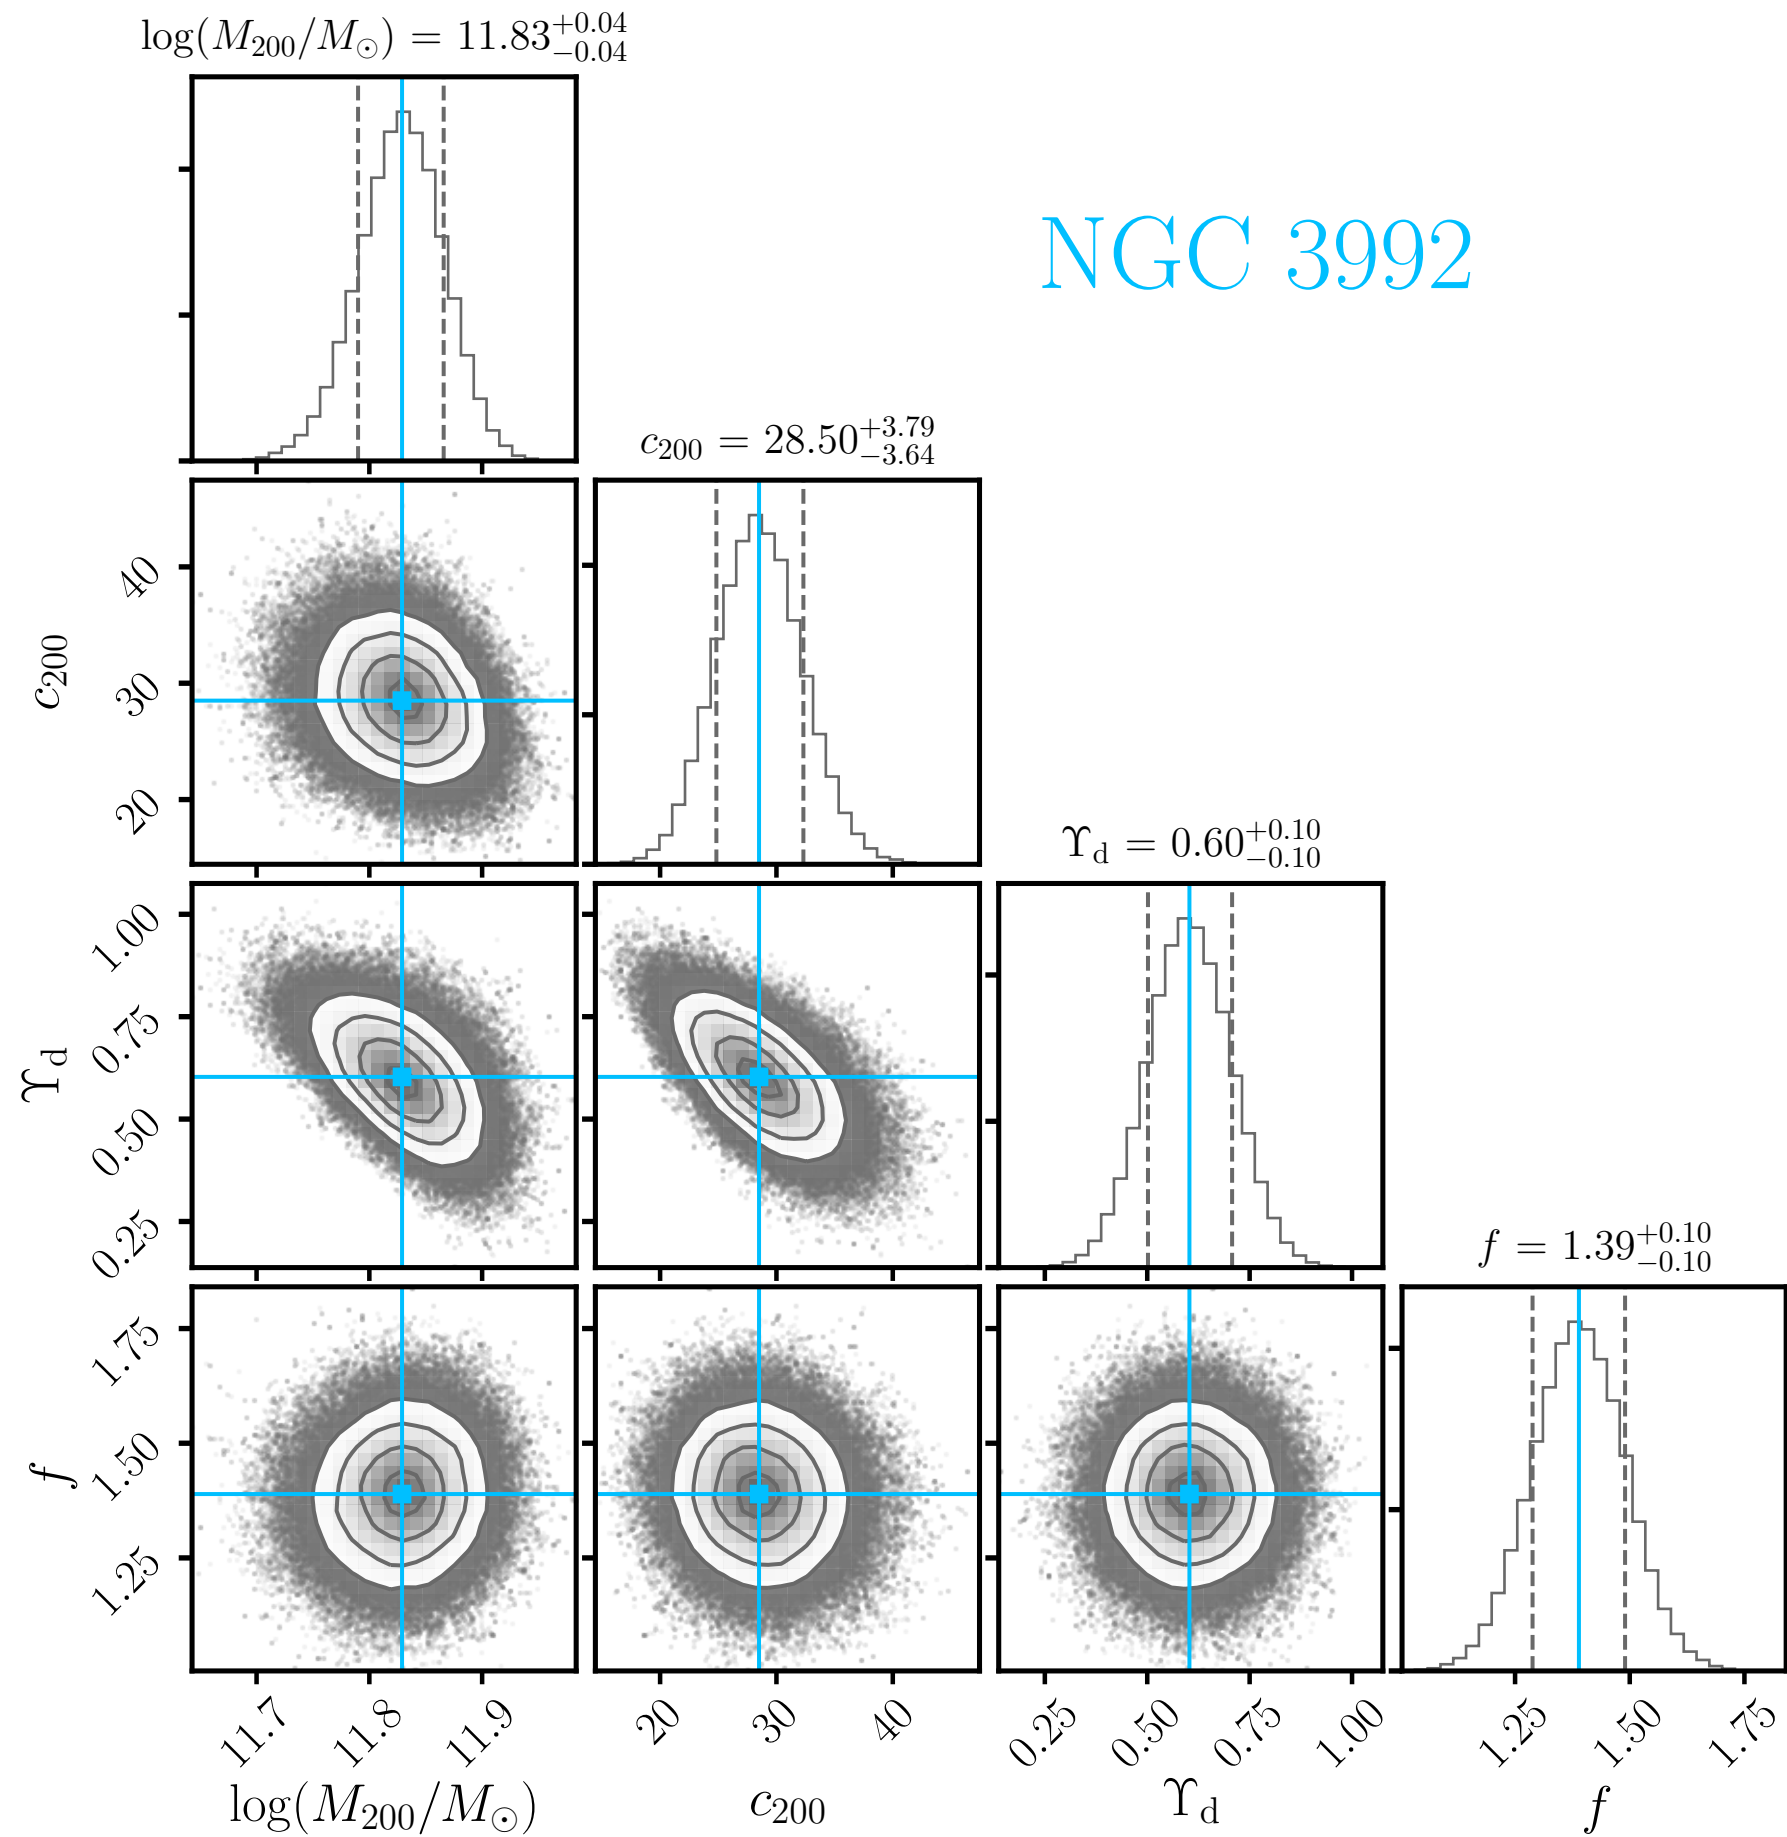 log(M₂₀₀/M⊙) = 11.83+0.04 −0.04
NGC 3992
c₂₀₀ = 28.50+3.79 −3.64
40
30
20
c₂₀₀
ϒd = 0.60+0.10 −0.10
1.00
0.75
0.50
0.25
ϒd
f = 1.39+0.10 −0.10
1.75
1.50
1.25
f
11.7 11.8 11.9 20 30 40 0.25 0.50 0.75 1.00 1.25 1.50 1.75
log(M₂₀₀/M⊙) c₂₀₀ ϒd f